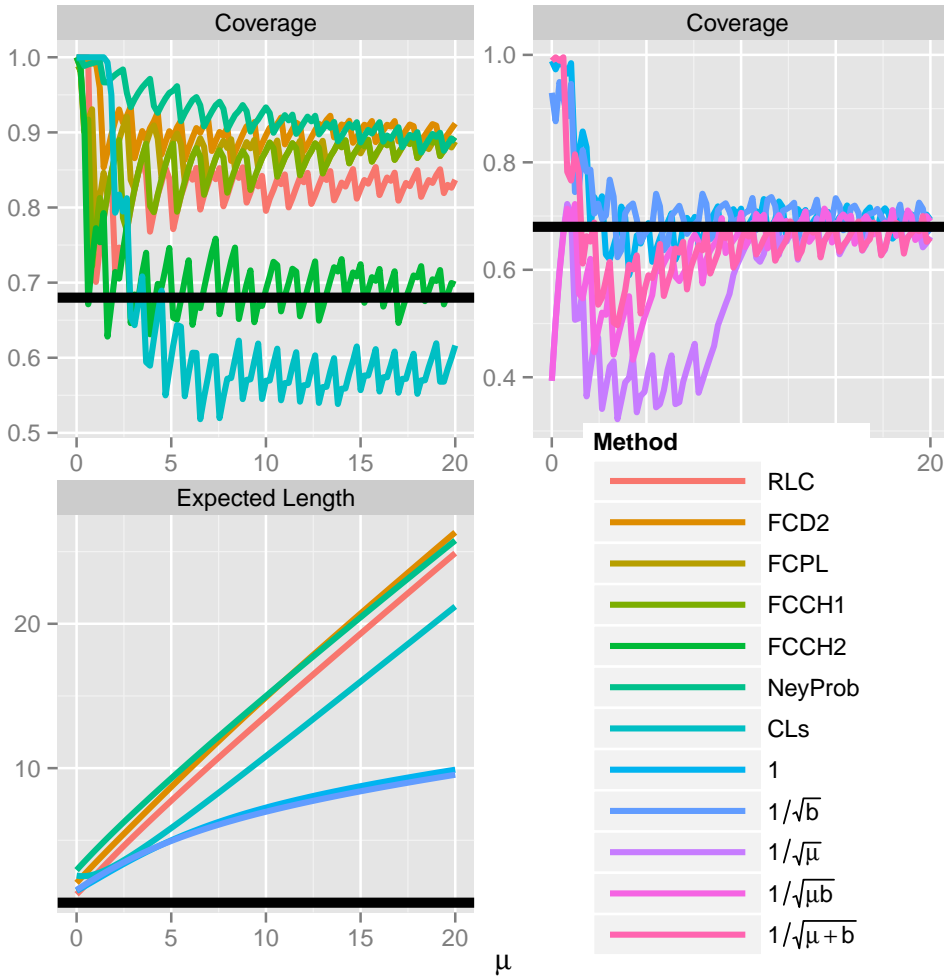 Coverage
1.0
0.9
0.8
0.7
0.6
0.5
0 5 10 15 20
Coverage
1.0
0.8
0.6
0.4
0 20
Expected Length
20
10
0 5 10 15 20
μ
Method
RLC
FCD2
FCPL
FCCH1
FCCH2
NeyProb
CLs
1
1/√b
1/√μ
1/√μb
1/√μ + b